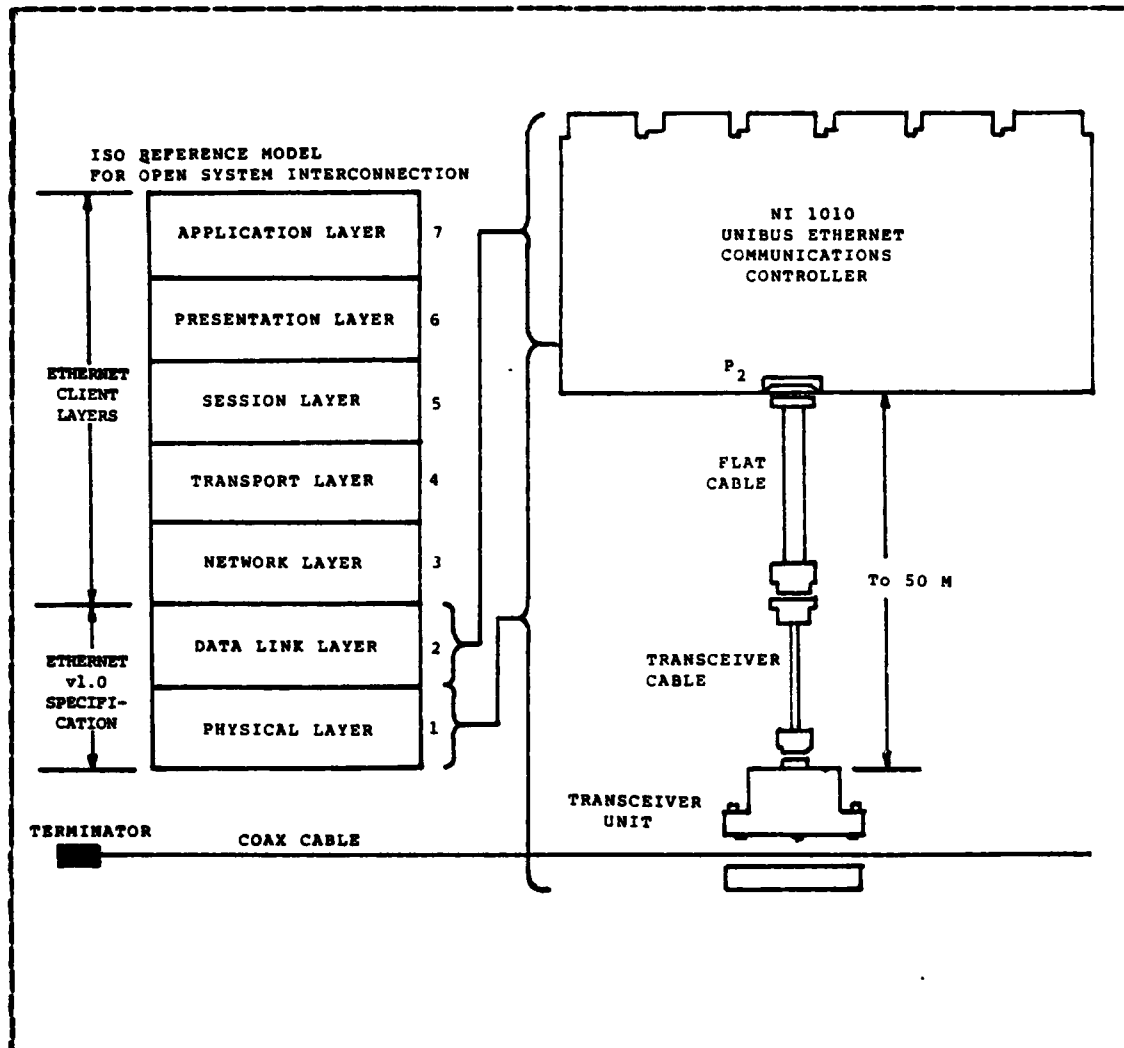 ISO REFERENCE MODEL
FOR OPEN SYSTEM INTERCONNECTION
APPLICATION LAYER 7
PRESENTATION LAYER 6
SESSION LAYER 5
TRANSPORT LAYER 4
NETWORK LAYER 3
DATA LINK LAYER 2
PHYSICAL LAYER 1
ETHERNET
CLIENT
LAYERS
ETHERNET
v1.0
SPECIFI-
CATION
NI 1010
UNIBUS ETHERNET
COMMUNICATIONS
CONTROLLER
P2
FLAT
CABLE
To 50 M
TRANSCEIVER
CABLE
TRANSCEIVER
UNIT
TERMINATOR
COAX CABLE